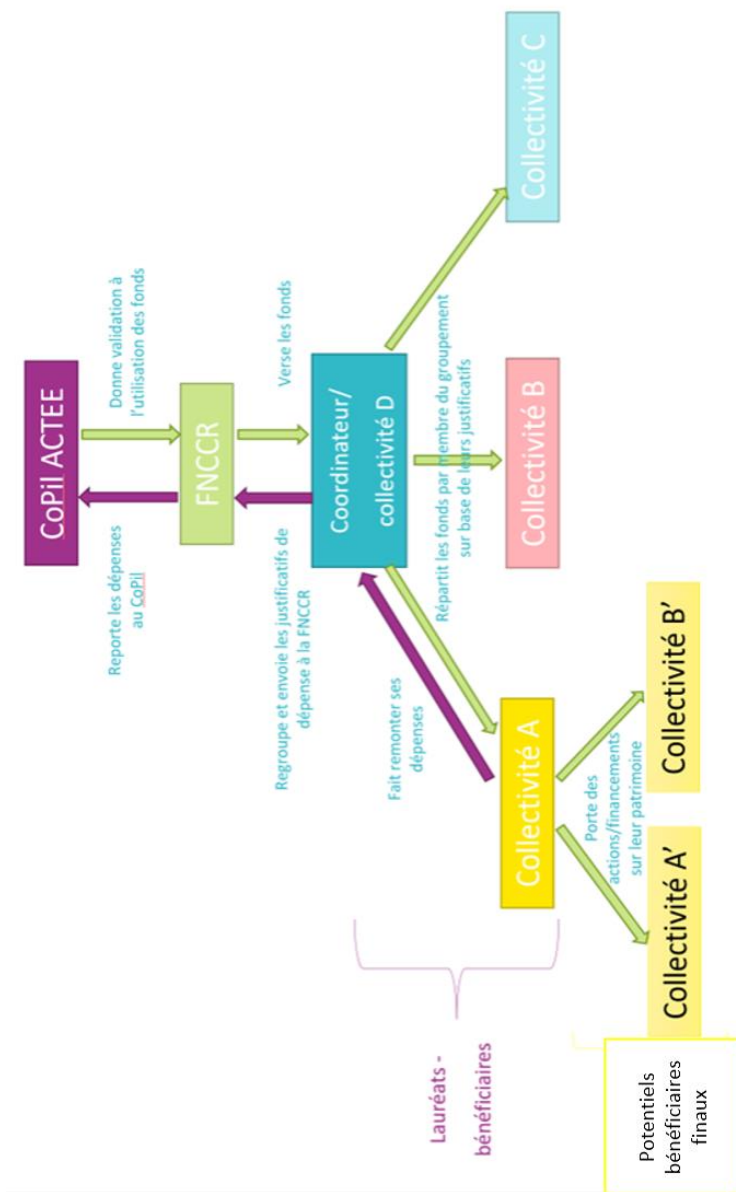 CoPil ACTEE
Reporte les dépenses
au CoPil
Donne validation à
l'utilisation des fonds
FNCCR
Regroupe et envoie les justificatifs de
dépense à la FNCCR
Verse les fonds
Coordinateur/
collectivité D
Lauréats -
bénéficiaires
Fait remonter ses
dépenses
Répartit les fonds par membre du groupement
sur base de leurs justificatifs
Collectivité A
Collectivité B
Collectivité C
Porte des
actions/financements
sur leur patrimoine
Potentiels
bénéficiaires
finaux
Collectivité A'
Collectivité B'